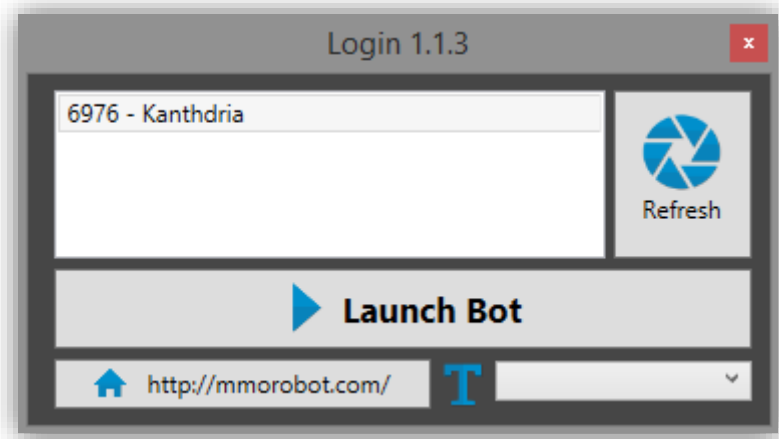 Login 1.1.3
x
6976 - Kanthdria
Refresh
Launch Bot
http://mmorobot.com/
T